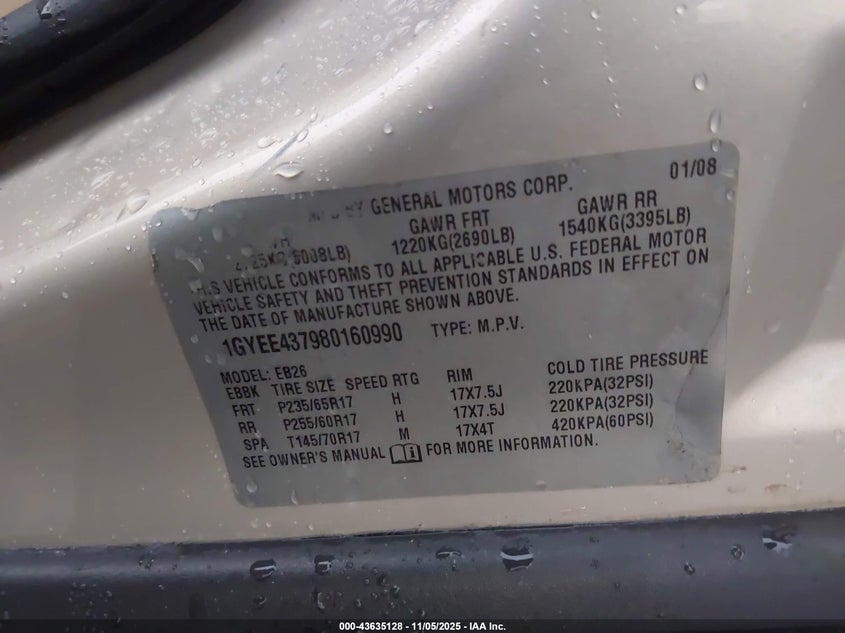 BY GENERAL MOTORS CORP. 01/08
GAWR FRT GAWR RR
1220KG(2690LB) 1540KG(3395LB)
VEHICLE CONFORMS TO ALL APPLICABLE U.S. FEDERAL MOTOR
VEHICLE SAFETY AND THEFT PREVENTION STANDARDS IN EFFECT ON
THE DATE OF MANUFACTURE SHOWN ABOVE.
1GYEE437980160990 TYPE: M.P.V.
MODEL: EB26
EBBK TIRE SIZE SPEED RTG RIM COLD TIRE PRESSURE
FRT P235/65R17 H 17X7.5J 220KPA(32PSI)
RR P255/60R17 H 17X7.5J 220KPA(32PSI)
SPA T145/70R17 M 17X4T 420KPA(60PSI)
SEE OWNER'S MANUAL FOR MORE INFORMATION.
000-43635128 - 11/05/2025 - IAA Inc.